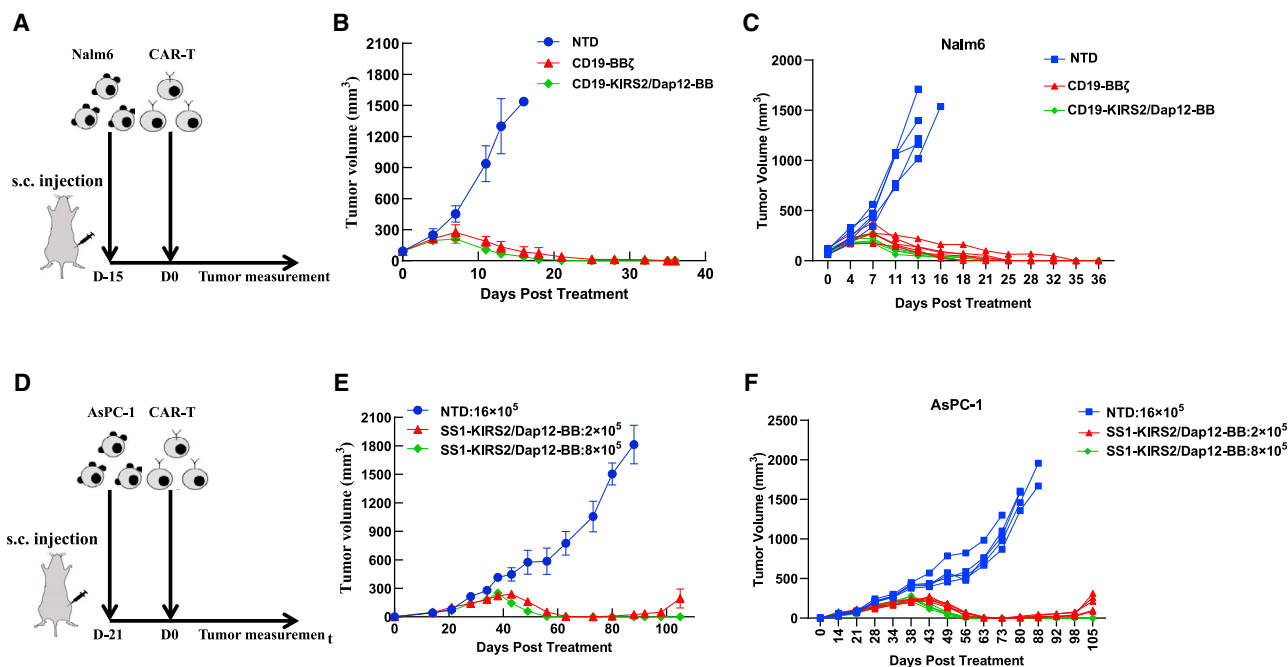 A
Nalm6
CAR-T
s.c. injection
D-15
D0
Tumor measurement
B
NTD
CD19-BBζ
CD19-KIRS2/Dap12-BB
Tumor volume (mm³)
2100
1800
1500
1200
900
600
300
0
0
10
20
30
40
Days Post Treatment
C
Nalm6
NTD
CD19-BBζ
CD19-KIRS2/Dap12-BB
Tumor Volume (mm³)
2000
1500
1000
500
0
0
4
7
11
13
16
18
21
25
28
32
35
36
Days Post Treatment
D
AsPC-1
CAR-T
s.c. injection
D-21
D0
Tumor measurement
E
NTD:16×10⁵
SS1-KIRS2/Dap12-BB:2×10⁵
SS1-KIRS2/Dap12-BB:8×10⁵
Tumor volume (mm³)
2100
1800
1500
1200
900
600
300
0
0
20
40
60
80
100
Days Post Treatment
F
AsPC-1
NTD:16×10⁵
SS1-KIRS2/Dap12-BB:2×10⁵
SS1-KIRS2/Dap12-BB:8×10⁵
Tumor Volume (mm³)
2500
2000
1500
1000
500
0
0
14
21
28
34
38
43
49
56
63
73
80
88
92
98
105
Days Post Treatment